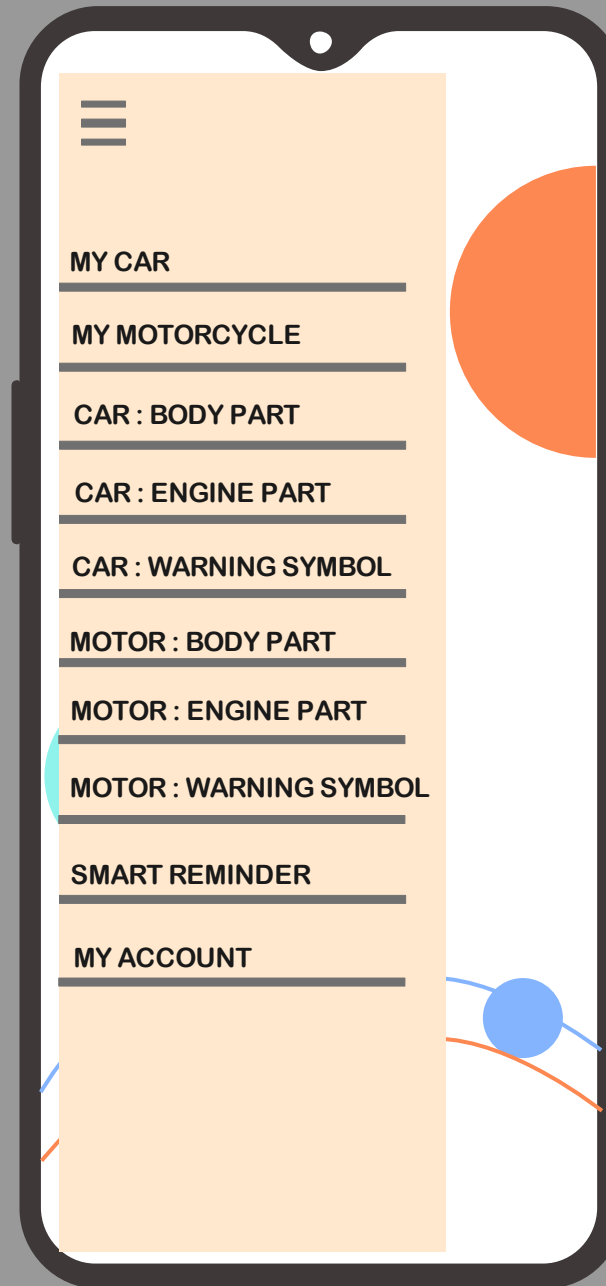 MY CAR
MY MOTORCYCLE
CAR : BODY PART
CAR : ENGINE PART
CAR : WARNING SYMBOL
MOTOR : BODY PART
MOTOR : ENGINE PART
MOTOR : WARNING SYMBOL
SMART REMINDER
MY ACCOUNT